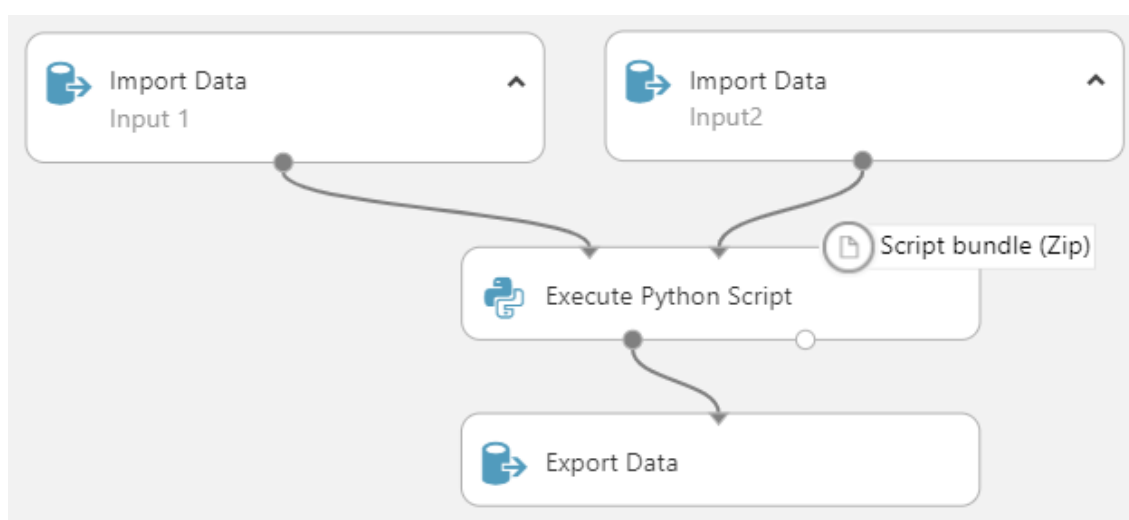 Import Data
Input 1
Import Data
Input2
Script bundle (Zip)
Execute Python Script
Export Data